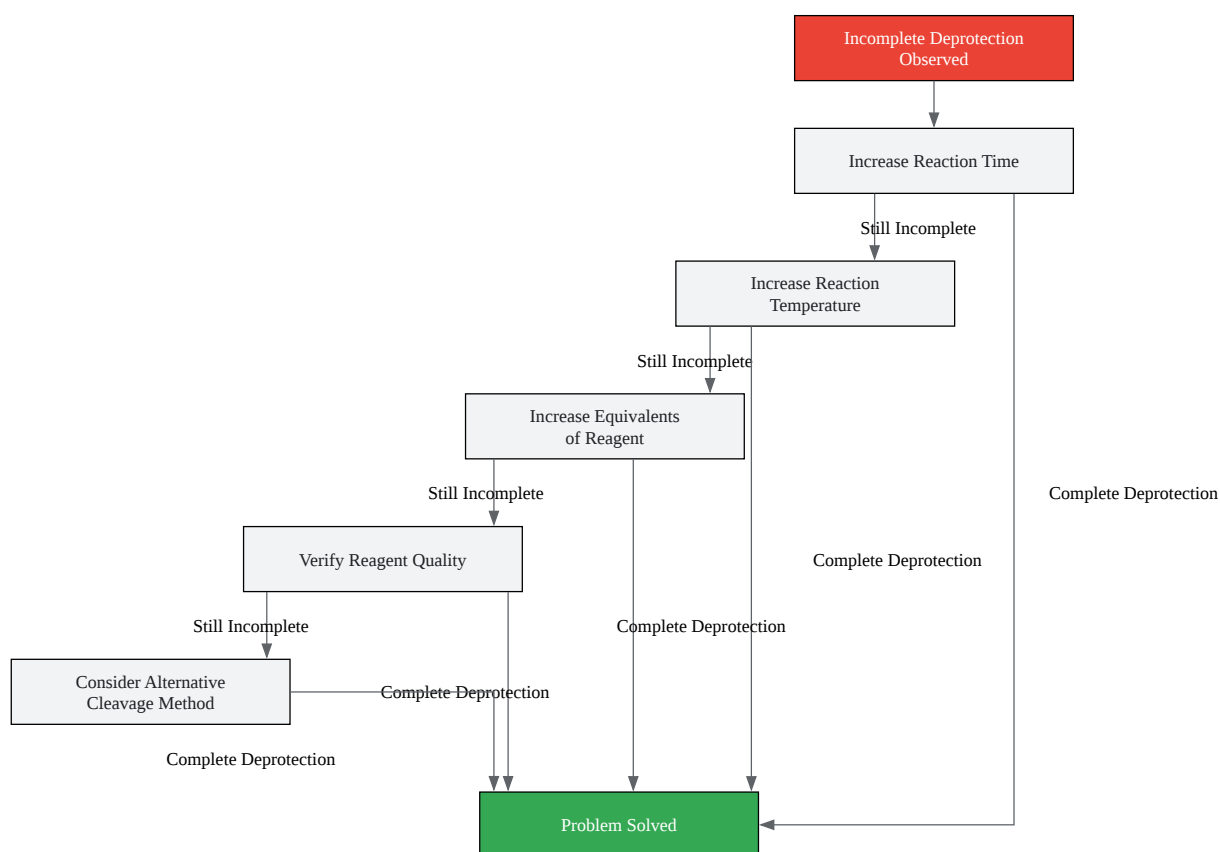 Incomplete Deprotection
Observed
Increase Reaction Time
Still Incomplete
Increase Reaction
Temperature
Still Incomplete
Increase Equivalents
of Reagent
Still Incomplete
Complete Deprotection
Verify Reagent Quality
Complete Deprotection
Still Incomplete
Complete Deprotection
Consider Alternative
Cleavage Method
Complete Deprotection
Complete Deprotection
Problem Solved